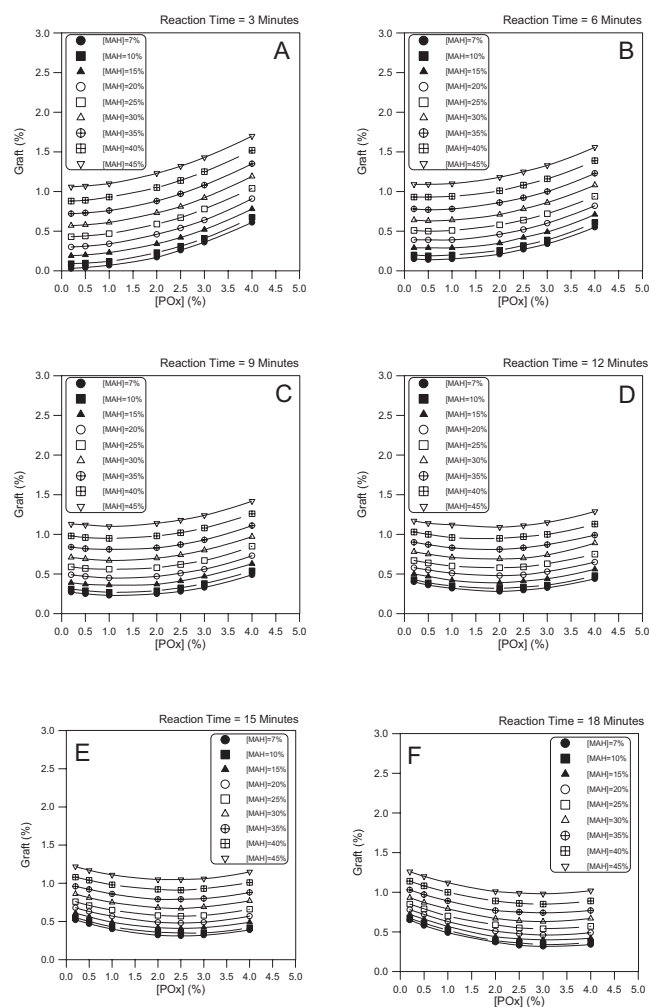 Reaction Time = 3 Minutes
A
[MAH]=7%
[MAH=10%
[MAH]=15%
[MAH]=20%
[MAH]=25%
[MAH]=30%
[MAH]=35%
[MAH]=40%
[MAH]=45%
3.0
2.5
2.0
1.5
1.0
0.5
0.0
Graft (%)
0.0 0.5 1.0 1.5 2.0 2.5 3.0 3.5 4.0 4.5 5.0
[POx] (%)
Reaction Time = 6 Minutes
B
[MAH]=7%
[MAH=10%
[MAH]=15%
[MAH]=20%
[MAH]=25%
[MAH]=30%
[MAH]=35%
[MAH]=40%
[MAH]=45%
3.0
2.5
2.0
1.5
1.0
0.5
0.0
Graft (%)
0.0 0.5 1.0 1.5 2.0 2.5 3.0 3.5 4.0 4.5 5.0
[POx] (%)
Reaction Time = 9 Minutes
C
[MAH]=7%
[MAH=10%
[MAH]=15%
[MAH]=20%
[MAH]=25%
[MAH]=30%
[MAH]=35%
[MAH]=40%
[MAH]=45%
3.0
2.5
2.0
1.5
1.0
0.5
0.0
Graft (%)
0.0 0.5 1.0 1.5 2.0 2.5 3.0 3.5 4.0 4.5 5.0
[POx] (%)
Reaction Time = 12 Minutes
D
[MAH]=7%
[MAH=10%
[MAH]=15%
[MAH]=20%
[MAH]=25%
[MAH]=30%
[MAH]=35%
[MAH]=40%
[MAH]=45%
3.0
2.5
2.0
1.5
1.0
0.5
0.0
Graft (%)
0.0 0.5 1.0 1.5 2.0 2.5 3.0 3.5 4.0 4.5 5.0
[POx] (%)
Reaction Time = 15 Minutes
E
[MAH]=7%
[MAH=10%
[MAH]=15%
[MAH]=20%
[MAH]=25%
[MAH]=30%
[MAH]=35%
[MAH]=40%
[MAH]=45%
3.0
2.5
2.0
1.5
1.0
0.5
0.0
Graft (%)
0.0 0.5 1.0 1.5 2.0 2.5 3.0 3.5 4.0 4.5 5.0
[POx] (%)
Reaction Time = 18 Minutes
F
[MAH]=7%
[MAH=10%
[MAH]=15%
[MAH]=20%
[MAH]=25%
[MAH]=30%
[MAH]=35%
[MAH]=40%
[MAH]=45%
3.0
2.5
2.0
1.5
1.0
0.5
0.0
Graft (%)
0.0 0.5 1.0 1.5 2.0 2.5 3.0 3.5 4.0 4.5 5.0
[POx] (%)